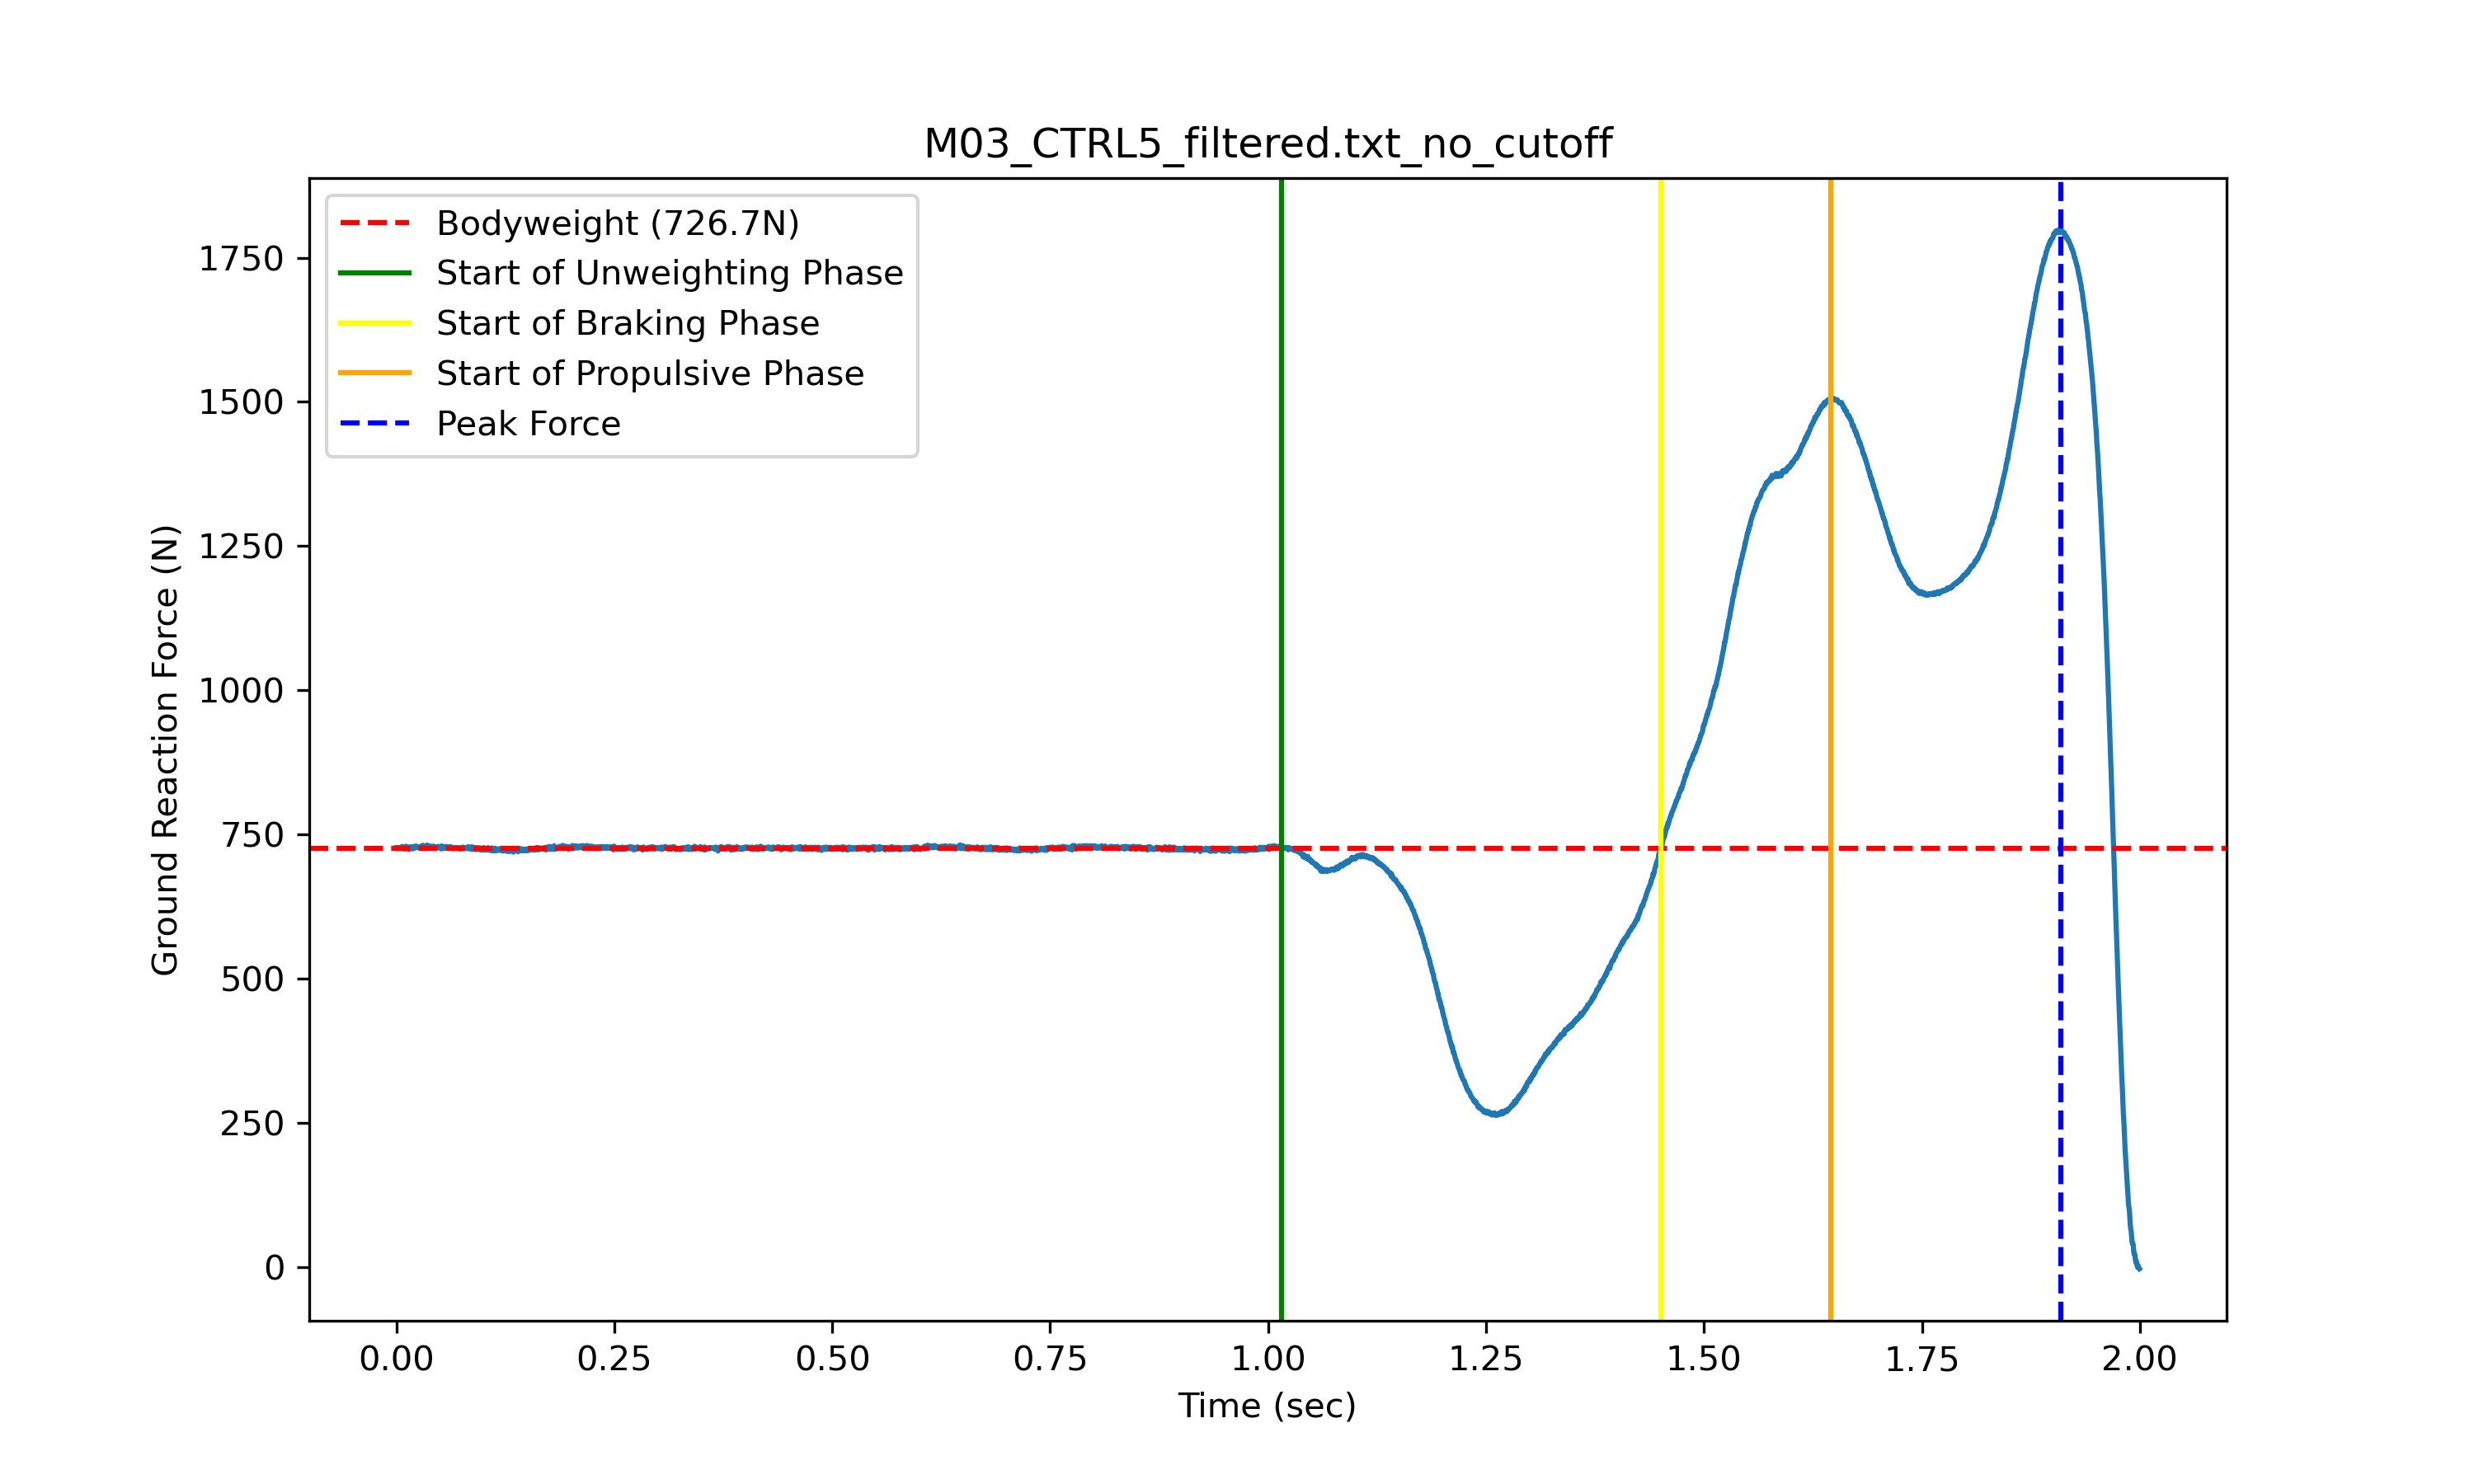 M03_CTRL5_filtered.txt_no_cutoff
Bodyweight (726.7N)
Start of Unweighting Phase
Start of Braking Phase
Start of Propulsive Phase
Peak Force
Ground Reaction Force (N)
1750
1500
1250
1000
750
500
250
0
0.00 0.25 0.50 0.75 1.00 1.25 1.50 1.75 2.00
Time (sec)